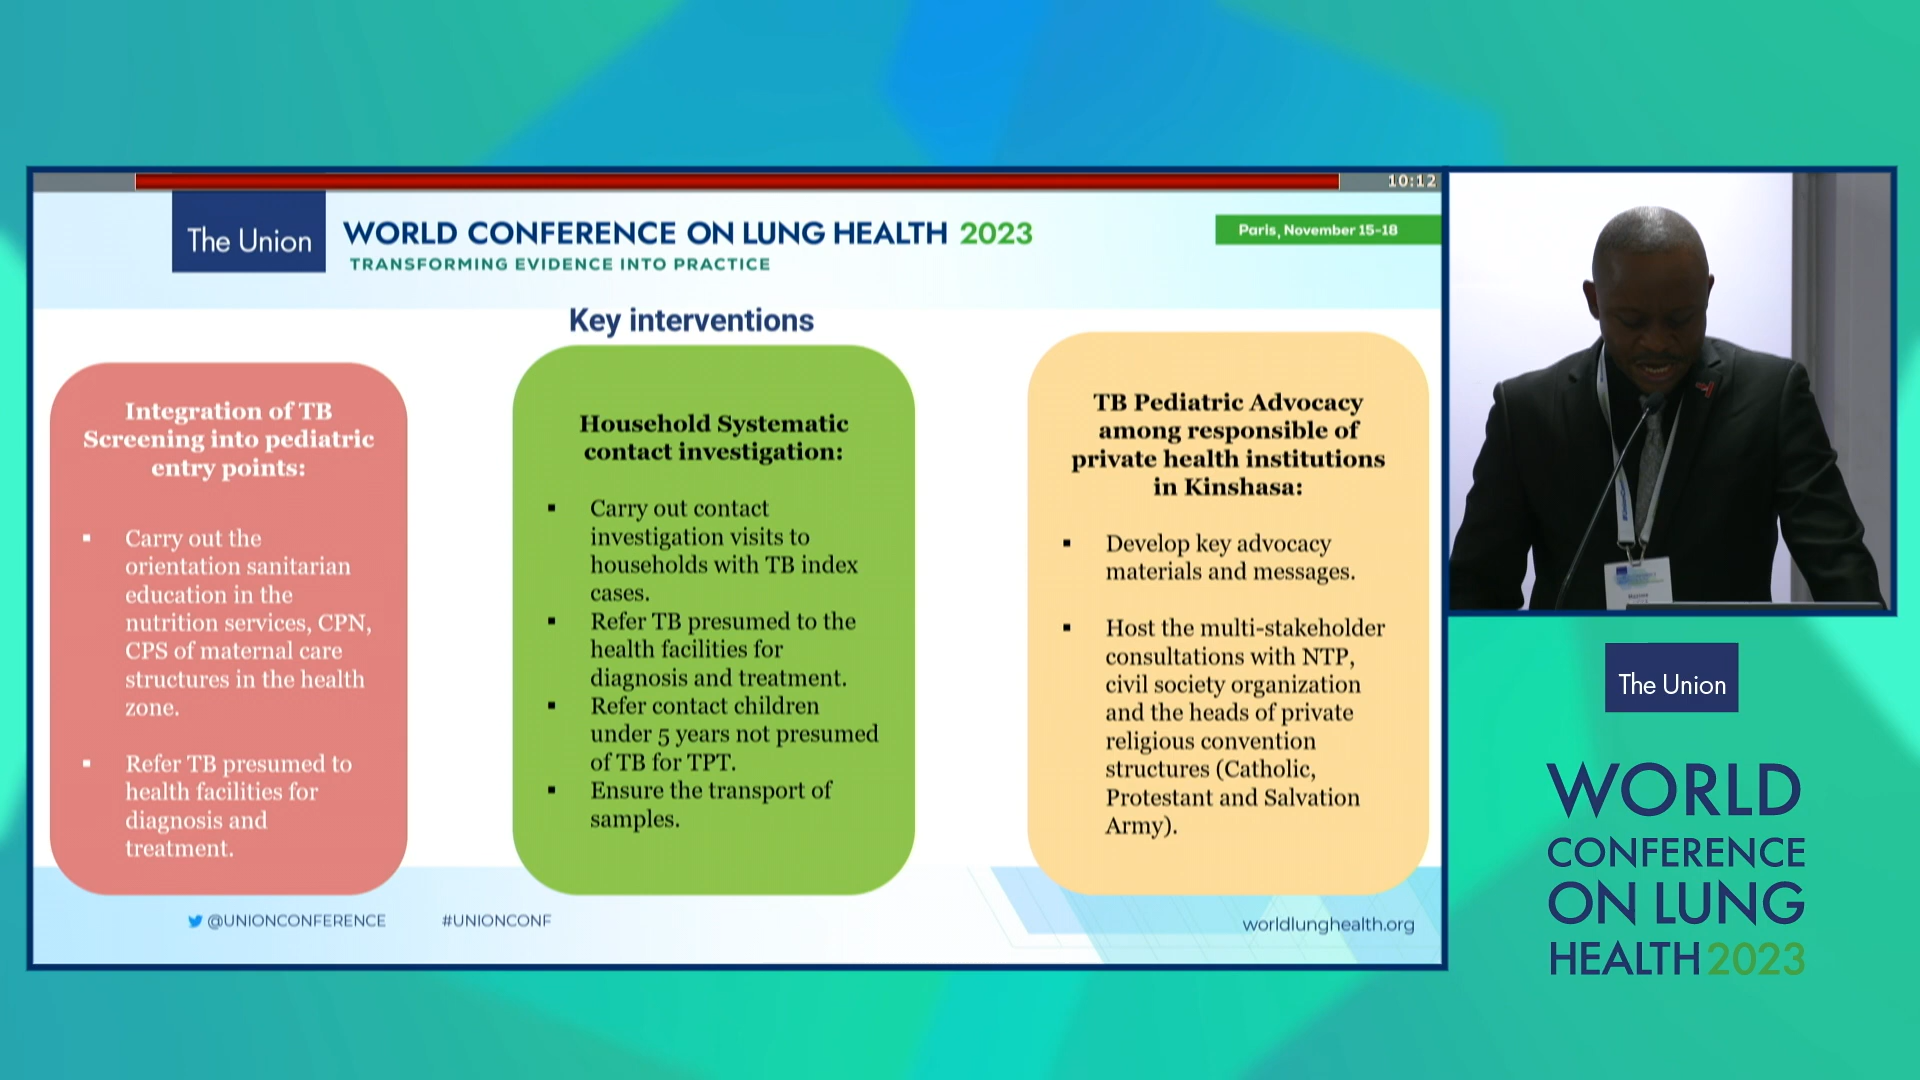 10:12
The Union
WORLD CONFERENCE ON LUNG HEALTH 2023
TRANSFORMING EVIDENCE INTO PRACTICE
Paris, November 15-18
Key interventions
Integration of TB
Screening into pediatric
entry points:
▪ Carry out the
orientation sanitarian
education in the
nutrition services, CPN,
CPS of maternal care
structures in the health
zone.
▪ Refer TB presumed to
health facilities for
diagnosis and
treatment.
Household Systematic
contact investigation:
▪ Carry out contact
investigation visits to
households with TB index
cases.
▪ Refer TB presumed to the
health facilities for
diagnosis and treatment.
▪ Refer contact children
under 5 years not presumed
of TB for TPT.
▪ Ensure the transport of
samples.
TB Pediatric Advocacy
among responsible of
private health institutions
in Kinshasa:
▪ Develop key advocacy
materials and messages.
▪ Host the multi-stakeholder
consultations with NTP,
civil society organization
and the heads of private
religious convention
structures (Catholic,
Protestant and Salvation
Army).
@UNIONCONFERENCE
#UNIONCONF
worldlunghealth.org
The Union
WORLD
CONFERENCE
ON LUNG
HEALTH 2023